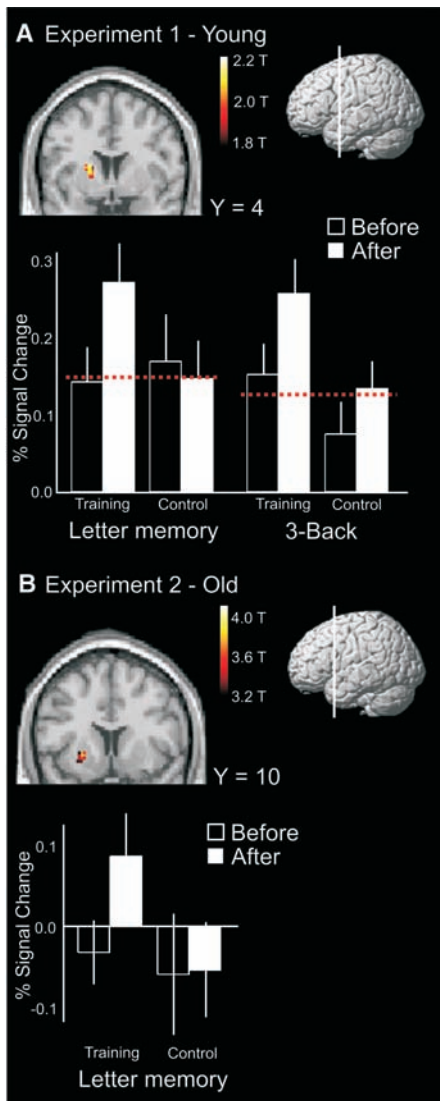 A Experiment 1 - Young
2.2 T
2.0 T
1.8 T
Y = 4
Before
After
% Signal Change
0.3
0.2
0.1
0.0
Training Control Training Control
Letter memory 3-Back
B Experiment 2 - Old
4.0 T
3.6 T
3.2 T
Y = 10
Before
After
% Signal Change
0.1
0.0
-0.1
Training Control
Letter memory